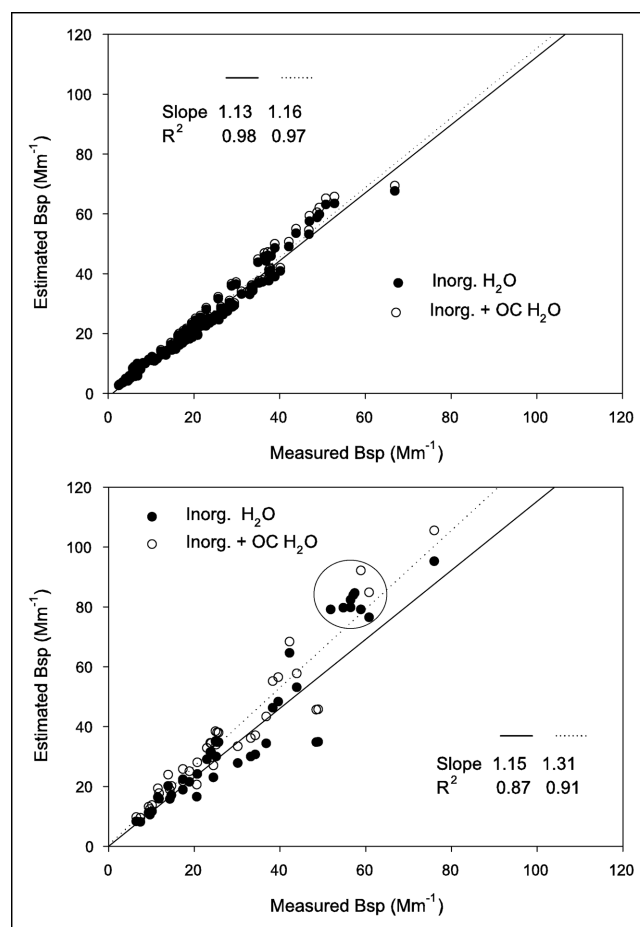 120
100
80
60
40
20
0
Estimated Bsp (Mm⁻¹)
Slope 1.13 1.16
R² 0.98 0.97
Inorg. H₂O
Inorg. + OC H₂O
0 20 40 60 80 100 120
Measured Bsp (Mm⁻¹)
120
100
80
60
40
20
0
Estimated Bsp (Mm⁻¹)
Inorg. H₂O
Inorg. + OC H₂O
Slope 1.15 1.31
R² 0.87 0.91
0 20 40 60 80 100 120
Measured Bsp (Mm⁻¹)